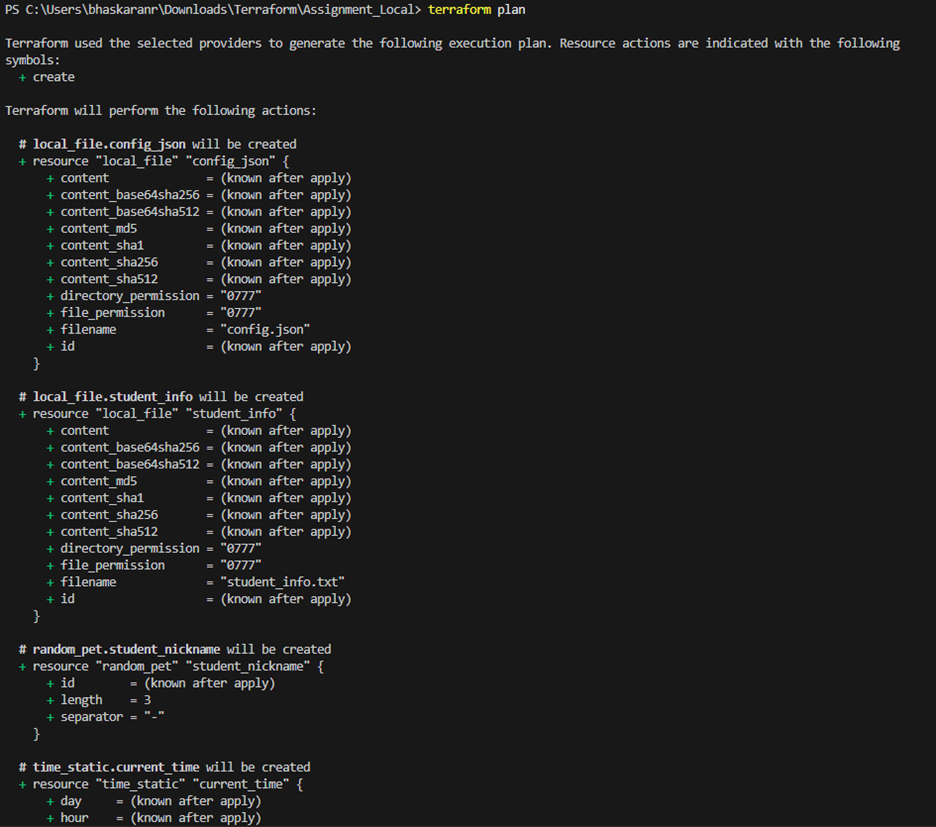 PS C:\Users\bhaskaranr\Downloads\Terraform\Assignment_Local> terraform plan
Terraform used the selected providers to generate the following execution plan. Resource actions are indicated with the following
symbols:
+ create
Terraform will perform the following actions:
# local_file.config_json will be created
+ resource "local_file" "config_json" {
+ content = (known after apply)
+ content_base64sha256 = (known after apply)
+ content_base64sha512 = (known after apply)
+ content_md5 = (known after apply)
+ content_sha1 = (known after apply)
+ content_sha256 = (known after apply)
+ content_sha512 = (known after apply)
+ directory_permission = "0777"
+ file_permission = "0777"
+ filename = "config.json"
+ id = (known after apply)
}
# local_file.student_info will be created
+ resource "local_file" "student_info" {
+ content = (known after apply)
+ content_base64sha256 = (known after apply)
+ content_base64sha512 = (known after apply)
+ content_md5 = (known after apply)
+ content_sha1 = (known after apply)
+ content_sha256 = (known after apply)
+ content_sha512 = (known after apply)
+ directory_permission = "0777"
+ file_permission = "0777"
+ filename = "student_info.txt"
+ id = (known after apply)
}
# random_pet.student_nickname will be created
+ resource "random_pet" "student_nickname" {
+ id = (known after apply)
+ length = 3
+ separator = "-"
}
# time_static.current_time will be created
+ resource "time_static" "current_time" {
+ day = (known after apply)
+ hour = (known after apply)